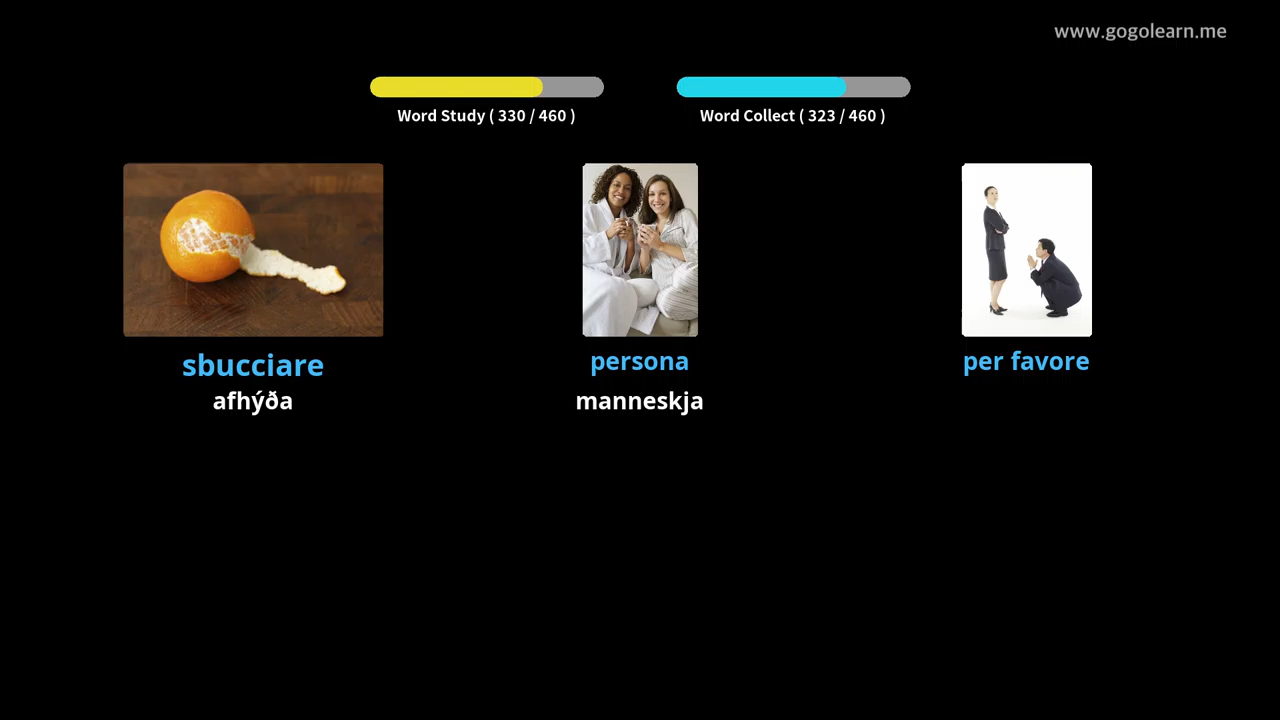 www.gogolearn.me
Word Study ( 330 / 460 )
Word Collect ( 323 / 460 )
sbucciare
persona
per favore
afhýða
manneskja